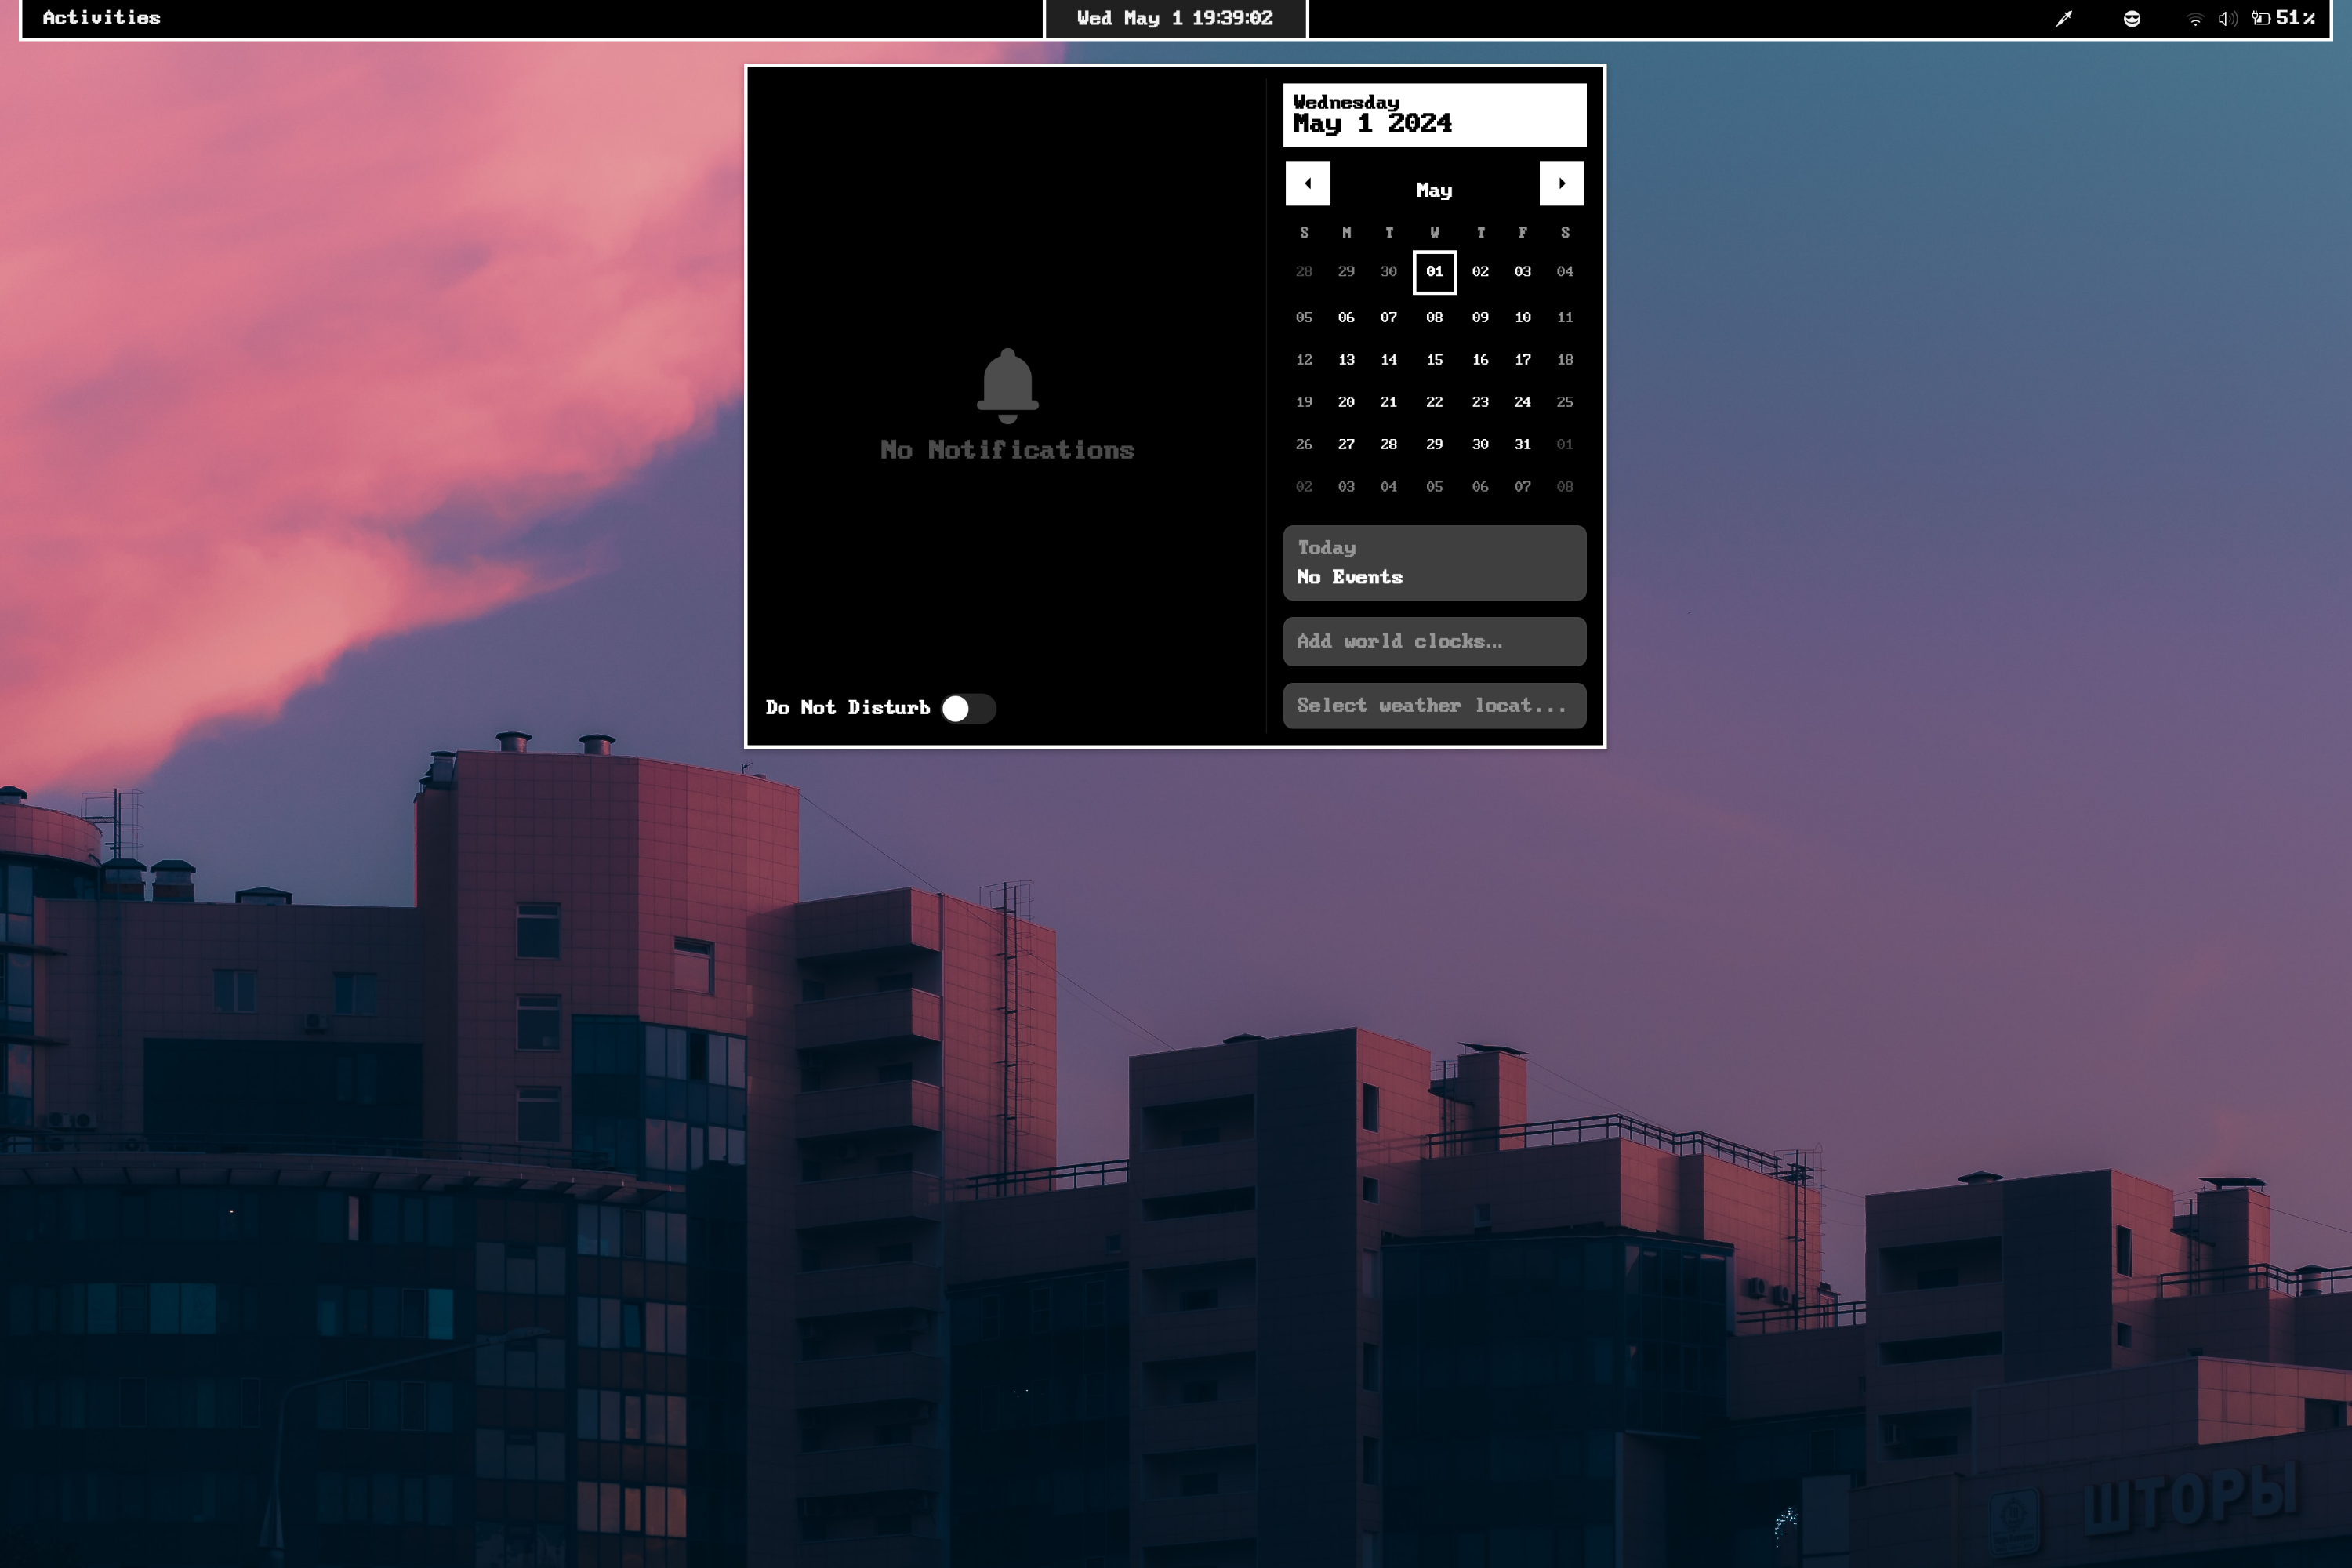 Activities
Wed May 1 19:39:02
51%
Wednesday
May 1 2024
May
S M T W T F S
28 29 30 01 02 03 04
05 06 07 08 09 10 11
12 13 14 15 16 17 18
19 20 21 22 23 24 25
26 27 28 29 30 31 01
02 03 04 05 06 07 08
No Notifications
Today
No Events
Add world clocks…
Select weather locat...
Do Not Disturb
ШТОРЫ